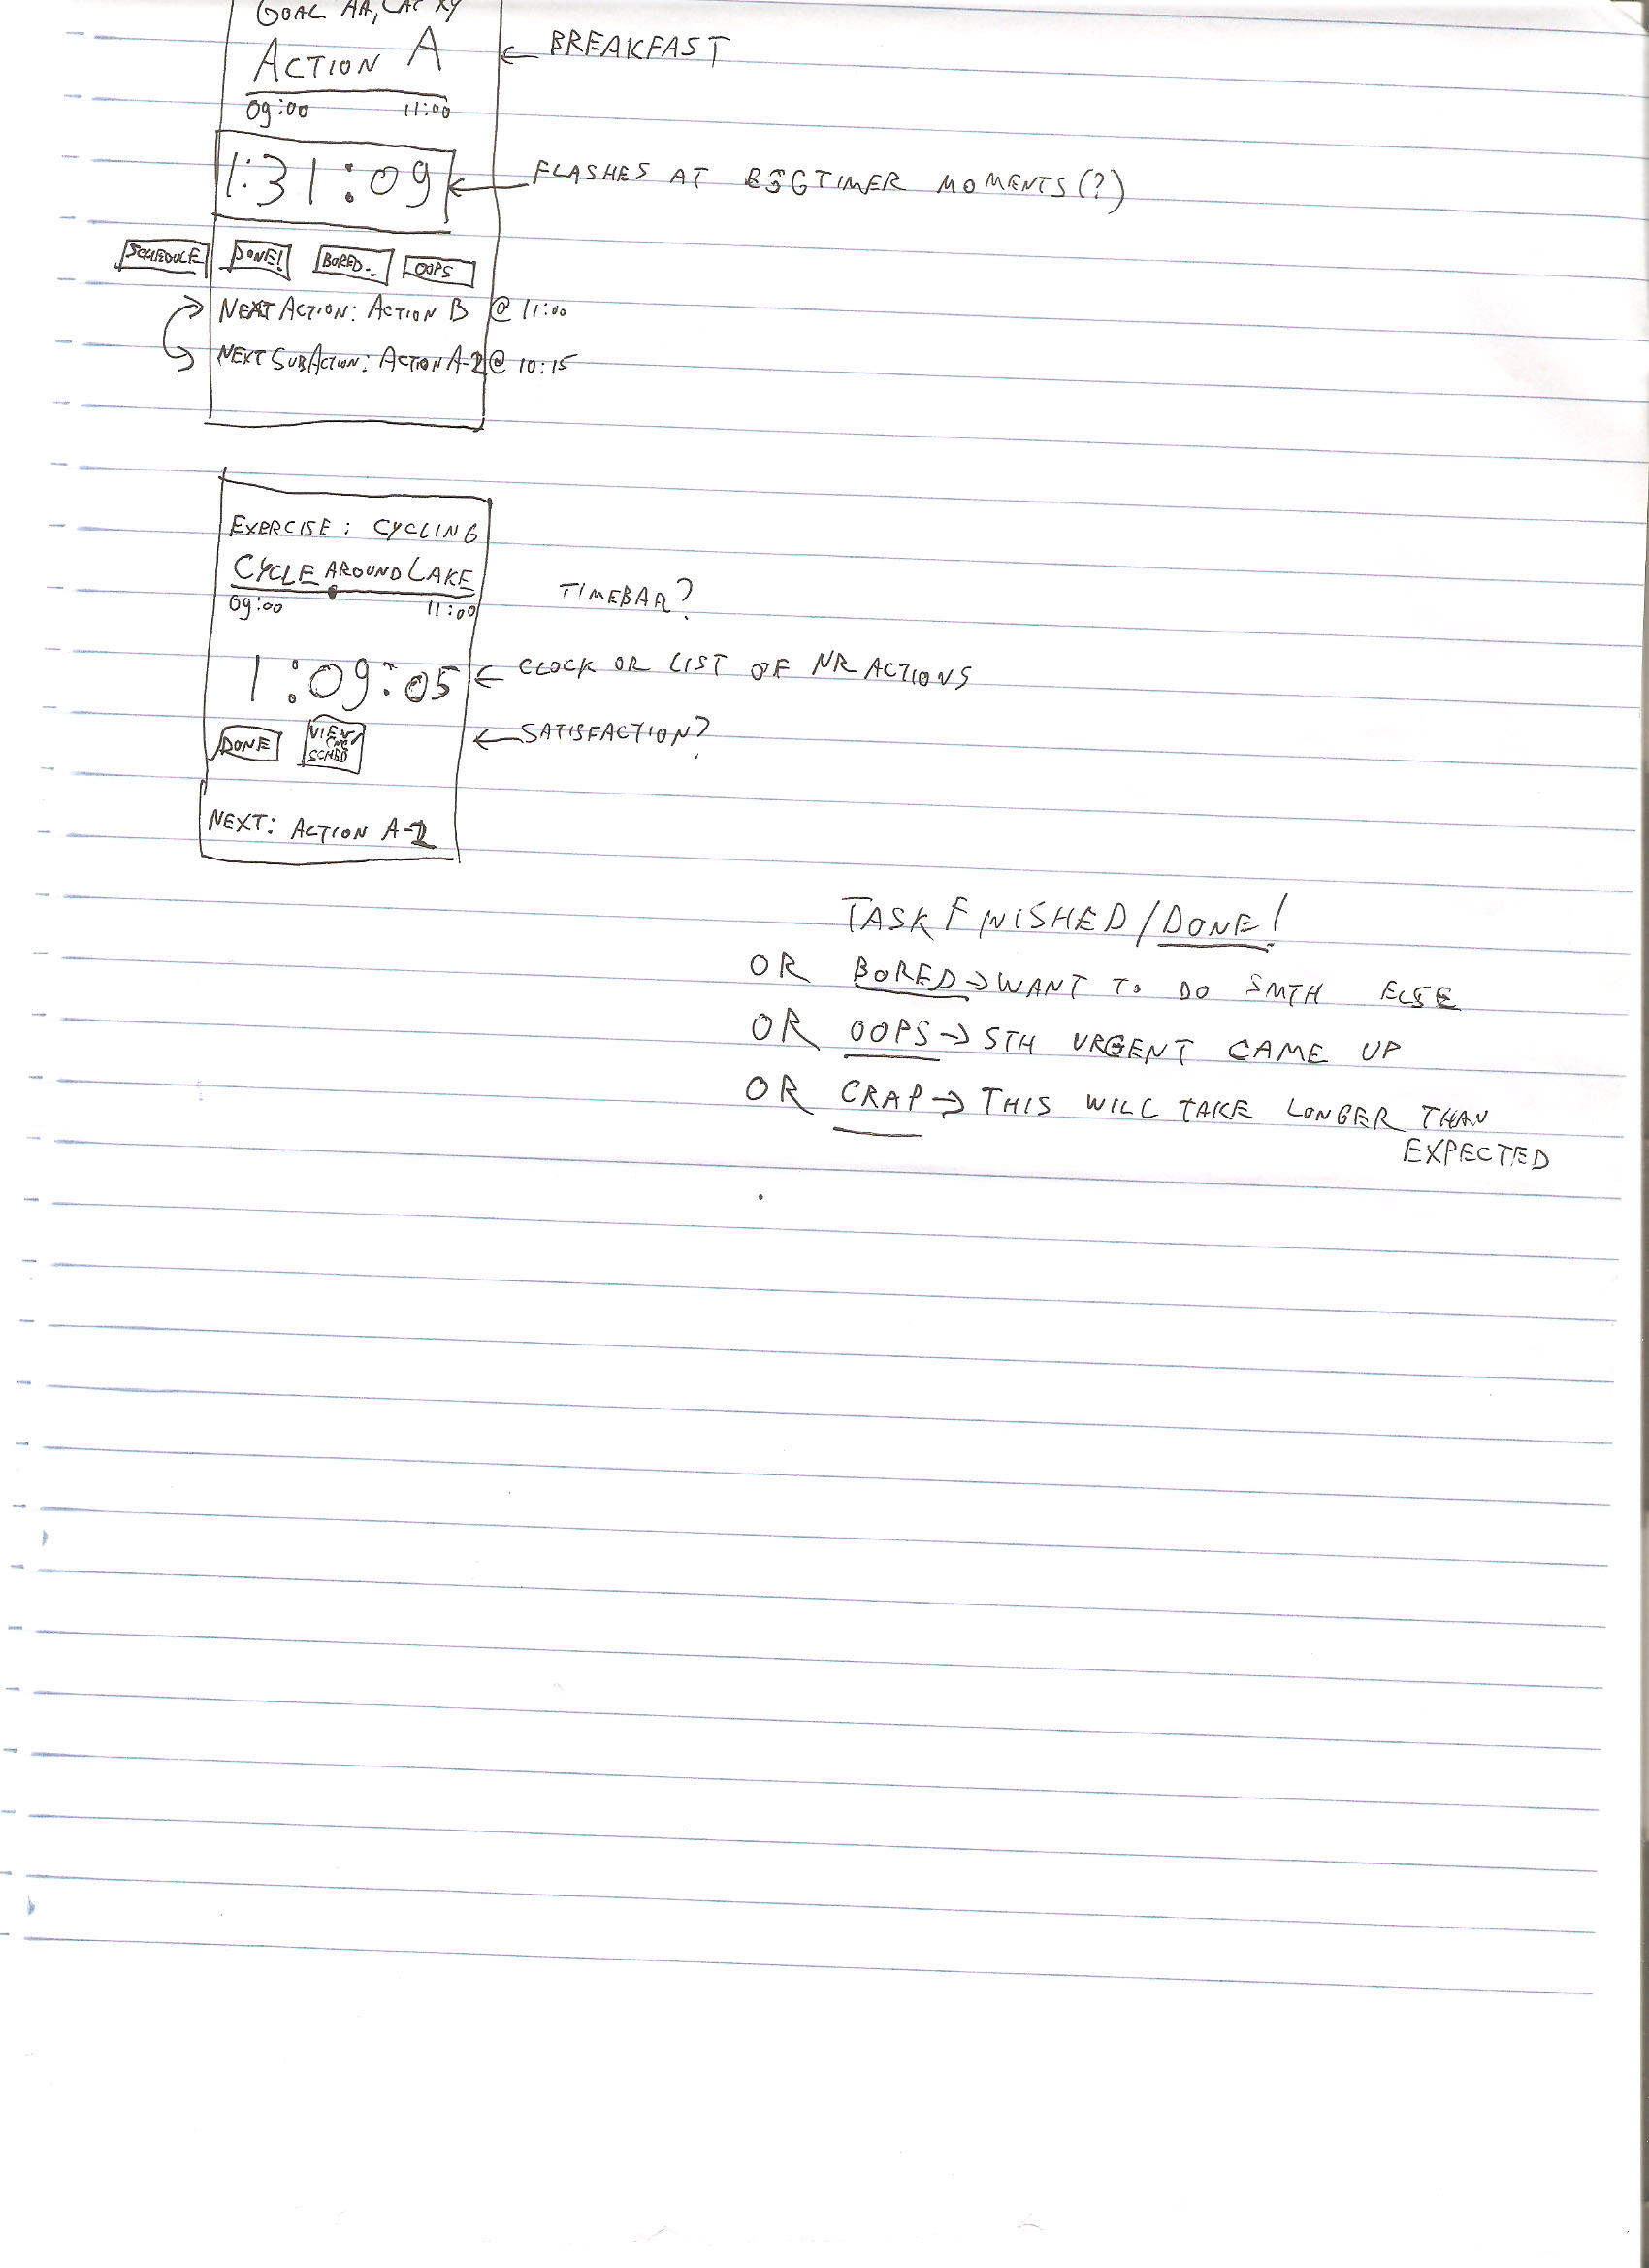 GOAL AA, CAT XY
ACTION A
← BREAKFAST
09:00 11:00
1:31:09
← FLASHES AT BSGTIMER MOMENTS(?)
SCHEDULE DONE! BORED.. OOPS
NEXT ACTION: ACTION B @ 11:00
NEXT SUBACTION: ACTION A-2 @ 10:15
EXERCISE: CYCLING
CYCLE AROUND LAKE
TIMEBAR?
09:00 11:00
1:09:05
← CLOCK OR LIST OF NR ACTIONS
DONE
VIEW
SCHED
← SATISFACTION?
NEXT: ACTION A-2
TASK FINISHED/DONE!
OR BORED → WANT TO DO SMTH ELSE
OR OOPS → STH URGENT CAME UP
OR CRAP → THIS WILL TAKE LONGER THAN
EXPECTED